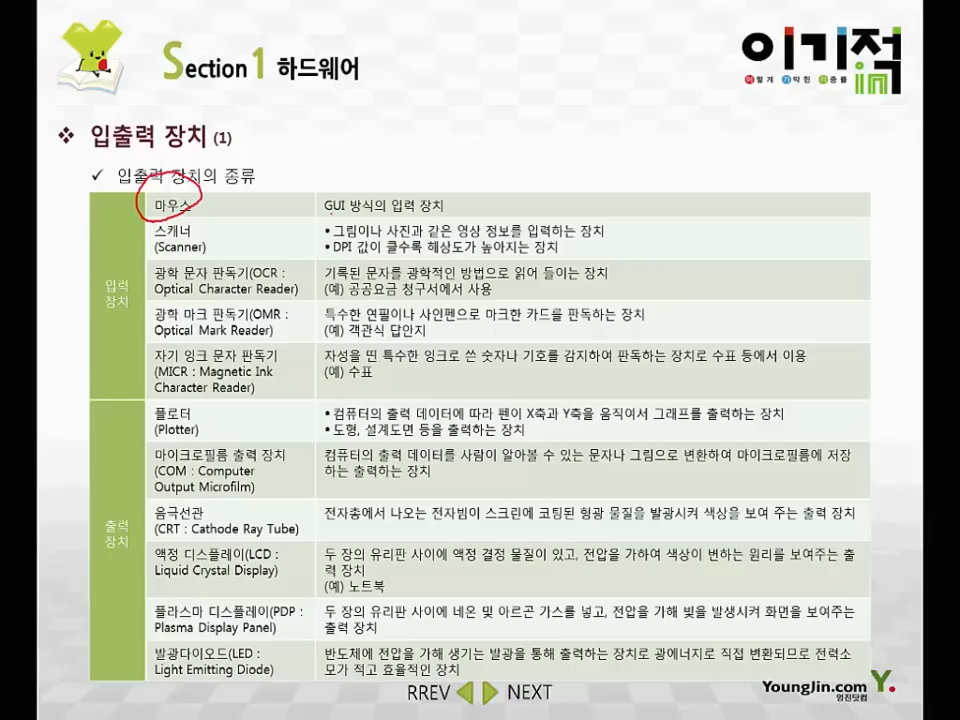 Section 1 하드웨어
이기적in
이렇게 기막힌 적중률
❖ 입출력 장치 (1)
✓ 입출력 장치의 종류
입력
장치
마우스
GUI 방식의 입력 장치
스캐너
(Scanner)
• 그림이나 사진과 같은 영상 정보를 입력하는 장치
• DPI 값이 클수록 해상도가 높아지는 장치
광학 문자 판독기(OCR :
Optical Character Reader)
기록된 문자를 광학적인 방법으로 읽어 들이는 장치
(예) 공공요금 청구서에서 사용
광학 마크 판독기(OMR :
Optical Mark Reader)
특수한 연필이나 사인펜으로 마크한 카드를 판독하는 장치
(예) 객관식 답안지
자기 잉크 문자 판독기
(MICR : Magnetic Ink
Character Reader)
자성을 띤 특수한 잉크로 쓴 숫자나 기호를 감지하여 판독하는 장치로 수표 등에서 이용
(예) 수표
출력
장치
플로터
(Plotter)
• 컴퓨터의 출력 데이터에 따라 펜이 X축과 Y축을 움직여서 그래프를 출력하는 장치
• 도형, 설계도면 등을 출력하는 장치
마이크로필름 출력 장치
(COM : Computer
Output Microfilm)
컴퓨터의 출력 데이터를 사람이 알아볼 수 있는 문자나 그림으로 변환하여 마이크로필름에 저장
하는 출력하는 장치
음극선관
(CRT : Cathode Ray Tube)
전자총에서 나오는 전자빔이 스크린에 코팅된 형광 물질을 발광시켜 색상을 보여 주는 출력 장치
액정 디스플레이(LCD :
Liquid Crystal Display)
두 장의 유리판 사이에 액정 결정 물질이 있고, 전압을 가하여 색상이 변하는 원리를 보여주는 출
력 장치
(예) 노트북
플라스마 디스플레이(PDP :
Plasma Display Panel)
두 장의 유리판 사이에 네온 및 아르곤 가스를 넣고, 전압을 가해 빛을 발생시켜 화면을 보여주는
출력 장치
발광다이오드(LED :
Light Emitting Diode)
반도체에 전압을 가해 생기는 발광을 통해 출력하는 장치로 광에너지로 직접 변환되므로 전력소
모가 적고 효율적인 장치
RREV NEXT
YoungJin.com Y.
영진닷컴